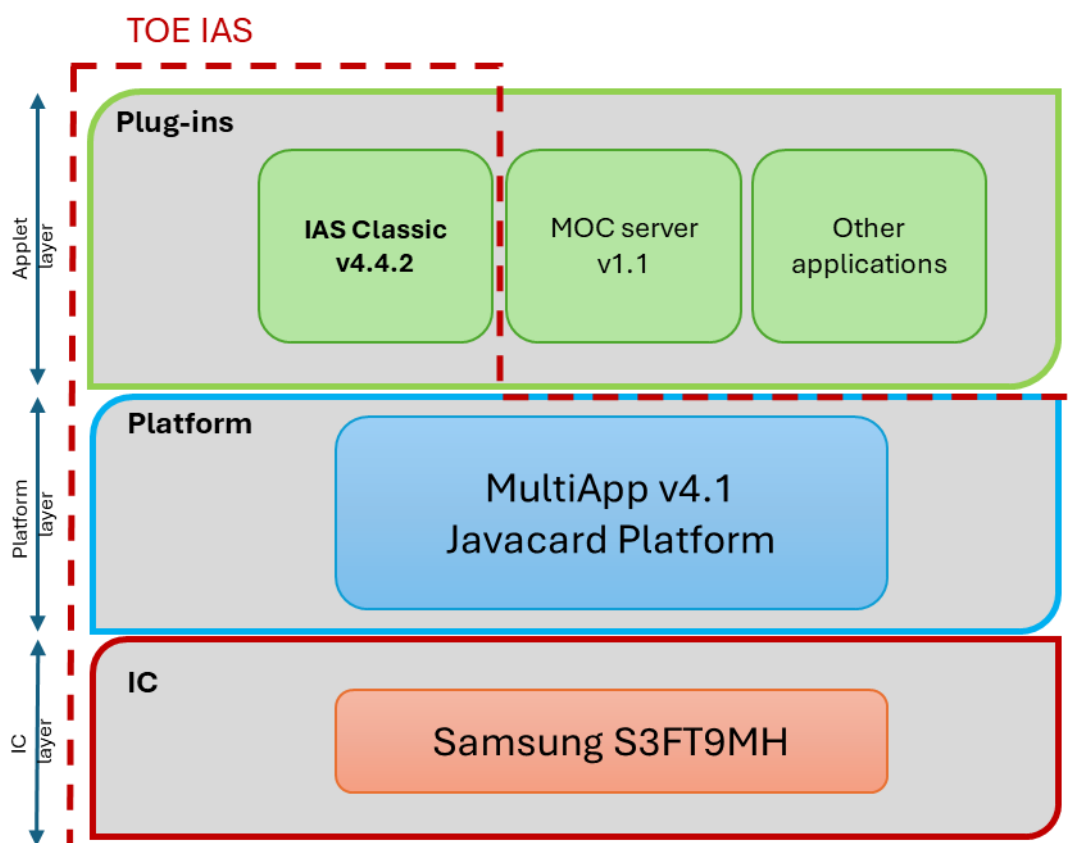 TOE IAS
Plug-ins
Applet
layer
IAS Classic
v4.4.2
MOC server
v1.1
Other
applications
Platform
Platform
layer
MultiApp v4.1
Javacard Platform
IC
IC
layer
Samsung S3FT9MH